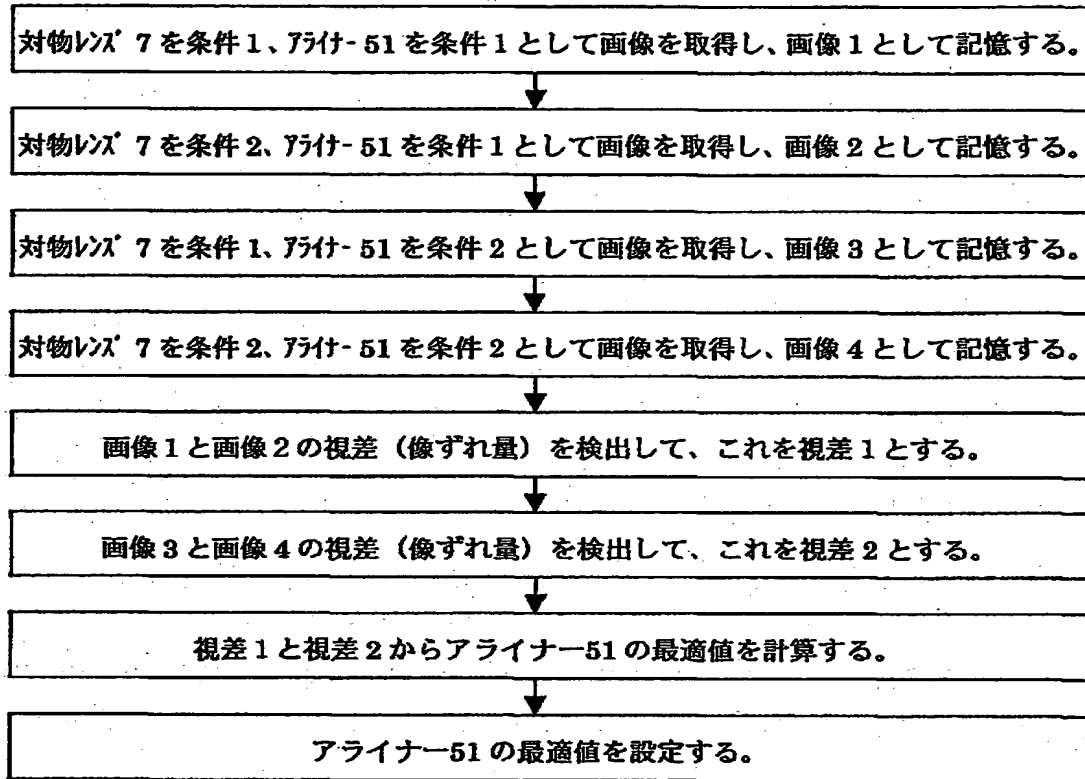 対物ﾚﾝｽﾞ 7 を条件 1、ｱﾗｲﾅｰ 51 を条件 1 として画像を取得し、画像 1 として記憶する。
対物ﾚﾝｽﾞ 7 を条件 2、ｱﾗｲﾅｰ 51 を条件 1 として画像を取得し、画像 2 として記憶する。
対物ﾚﾝｽﾞ 7 を条件 1、ｱﾗｲﾅｰ 51 を条件 2 として画像を取得し、画像 3 として記憶する。
対物ﾚﾝｽﾞ 7 を条件 2、ｱﾗｲﾅｰ 51 を条件 2 として画像を取得し、画像 4 として記憶する。
画像 1 と画像 2 の視差（像ずれ量）を検出して、これを視差 1 とする。
画像 3 と画像 4 の視差（像ずれ量）を検出して、これを視差 2 とする。
視差 1 と視差 2 からアライナー51 の最適値を計算する。
アライナー51 の最適値を設定する。